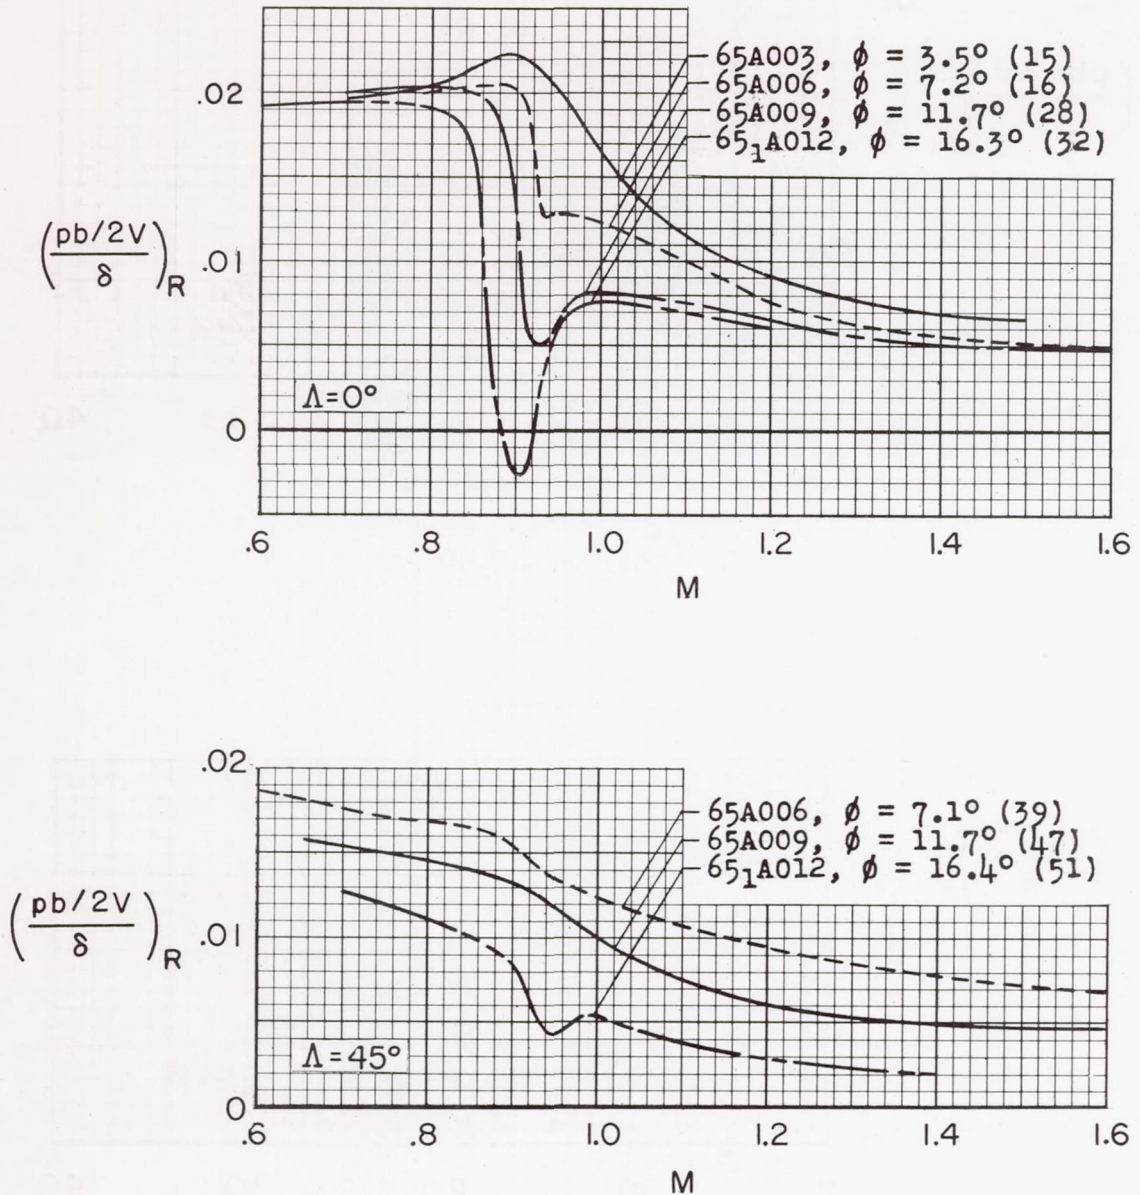 65A003, ϕ = 3.5° (15)
65A006, ϕ = 7.2° (16)
65A009, ϕ = 11.7° (28)
65₁A012, ϕ = 16.3° (32)
.02
.01
0
(pb/2V / δ)R
Λ=0°
.6 .8 1.0 1.2 1.4 1.6
M
65A006, ϕ = 7.1° (39)
65A009, ϕ = 11.7° (47)
65₁A012, ϕ = 16.4° (51)
.02
.01
0
(pb/2V / δ)R
Λ=45°
.6 .8 1.0 1.2 1.4 1.6
M